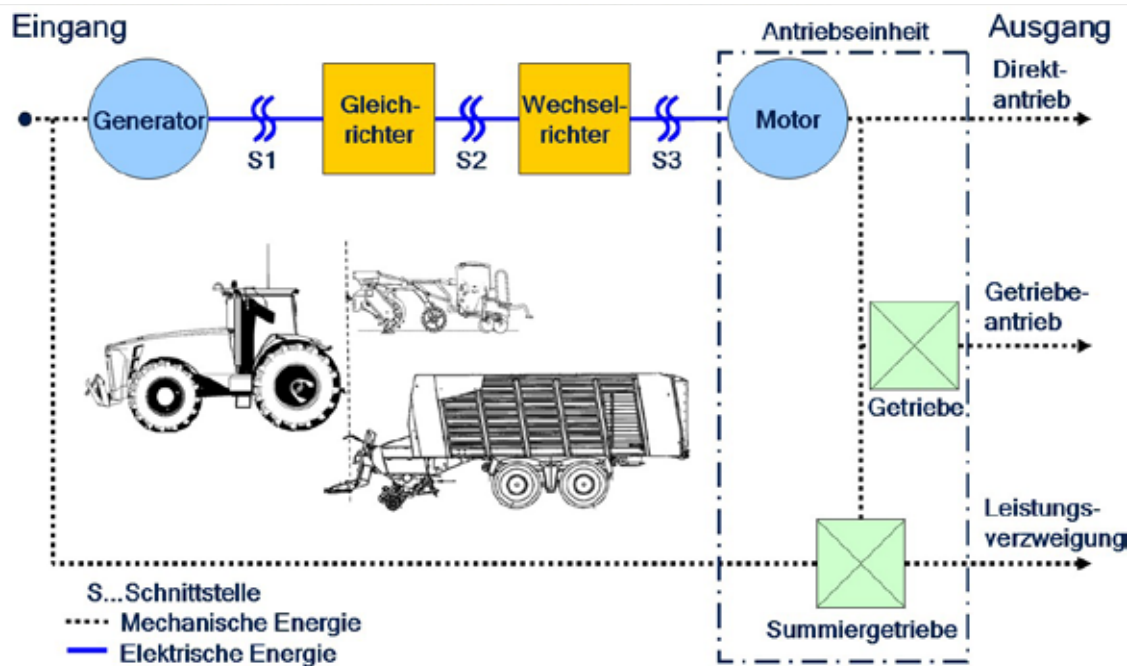 Eingang
Antriebseinheit
Ausgang
Direkt-
antrieb
Generator
Gleich-
richter
Wechsel-
richter
Motor
S1
S2
S3
Getriebe-
antrieb
Getriebe
Leistungs-
verzweigung
S...Schnittstelle
Mechanische Energie
Summiergetriebe
Elektrische Energie